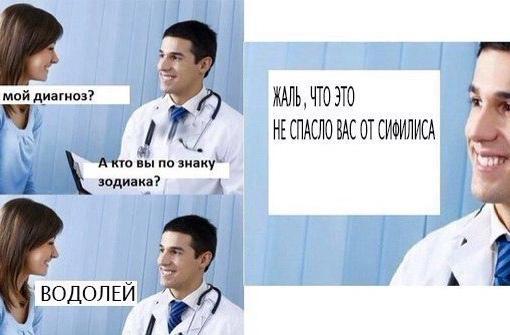 мой диагноз?
А кто вы по знаку
зодиака?
ВОДОЛЕЙ
ЖАЛЬ, ЧТО ЭТО
НЕ СПАСЛО ВАС ОТ СИФИЛИСА